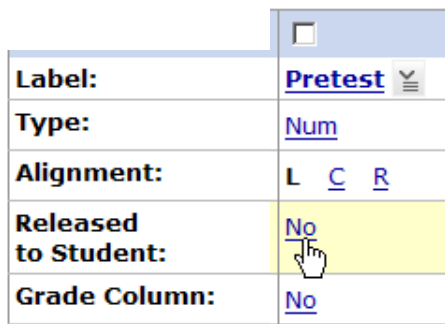 Label: Pretest
Type: Num
Alignment: L C R
Released
to Student: No
Grade Column: No